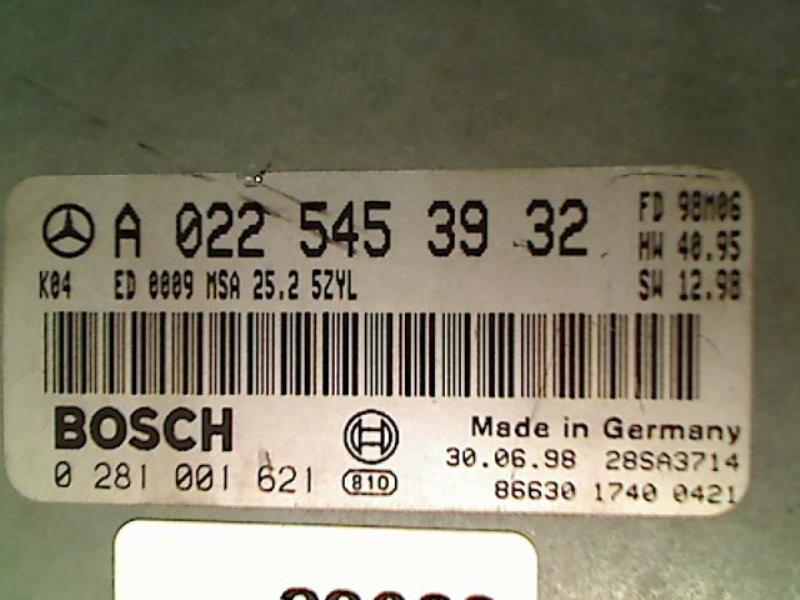 A 022 545 39 32
FD 98M06
HW 40.95
SW 12.98
K04 ED 0009 MSA 25.2 5ZYL
BOSCH
Made in Germany
0 281 001 621
810
30.06.98 28SA3714
86630 1740 0421